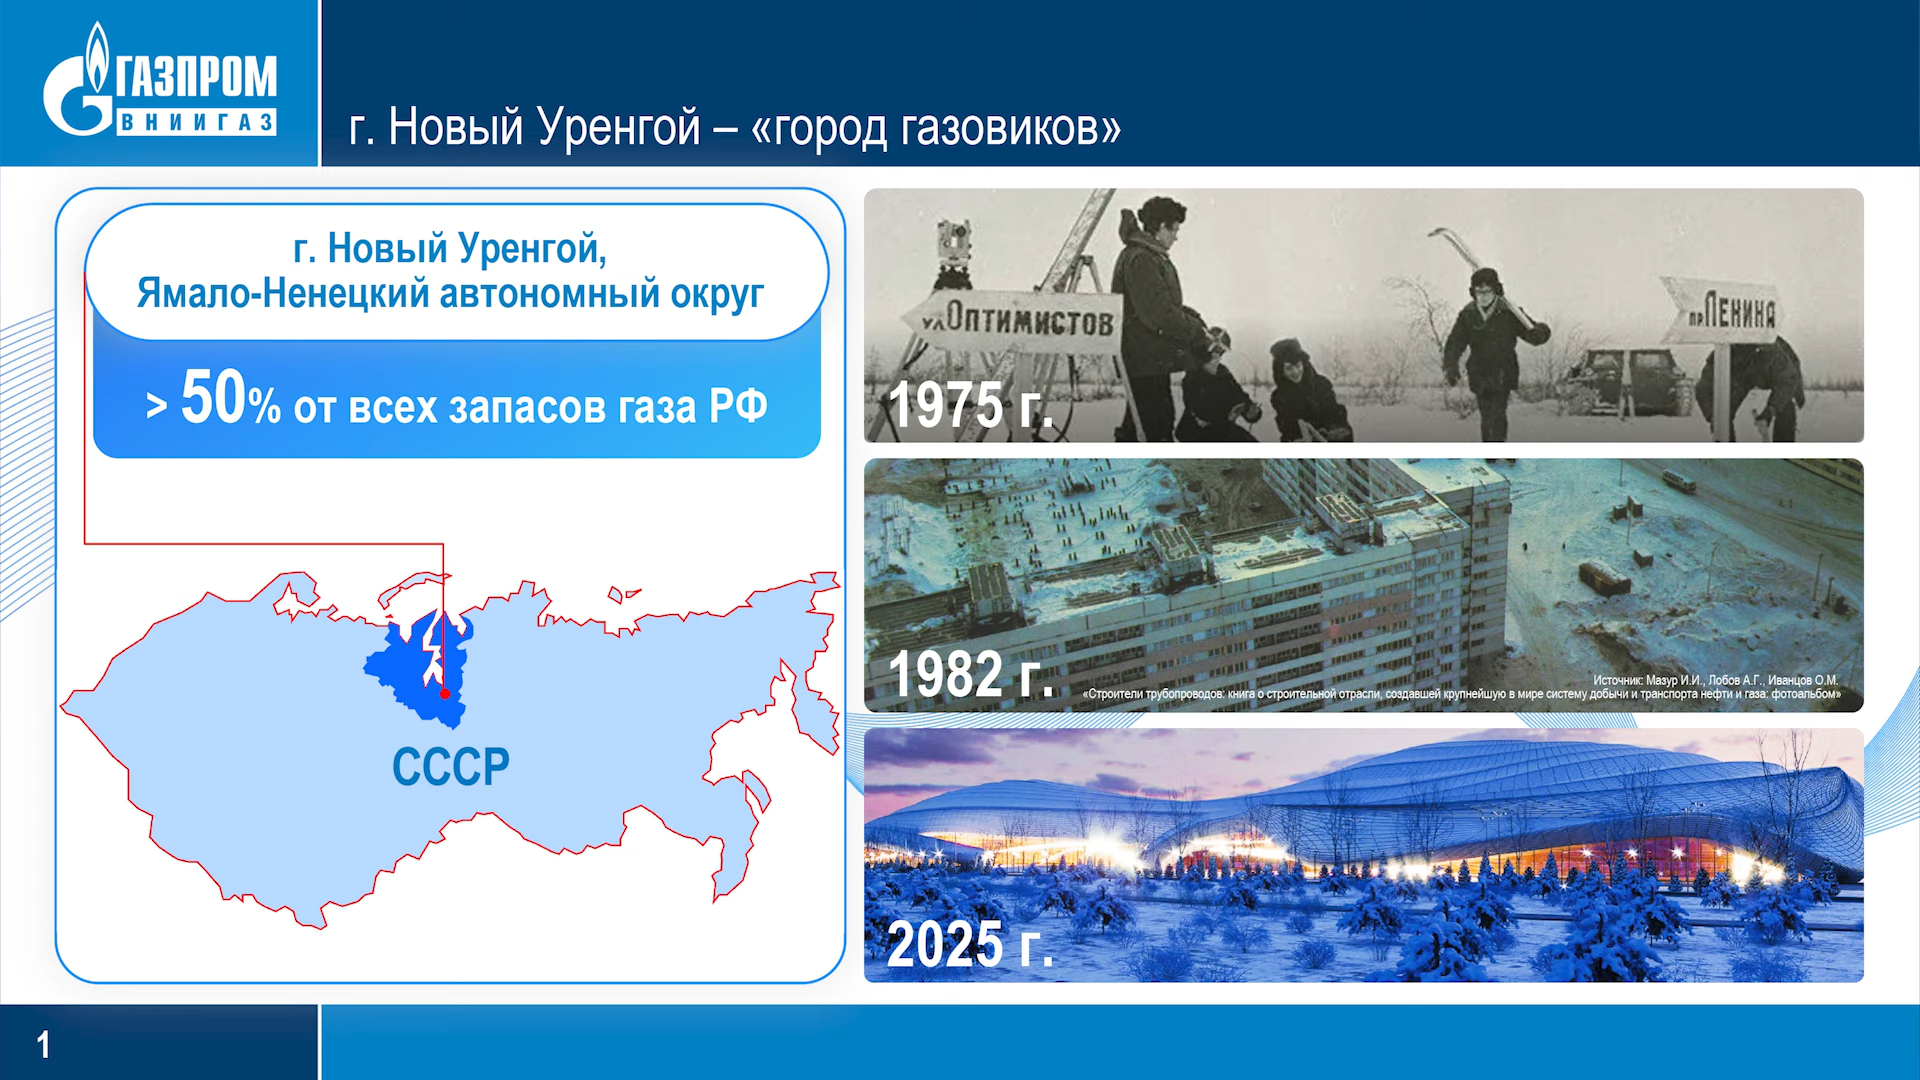 ГАЗПРОМ
ВНИИГАЗ
г. Новый Уренгой – «город газовиков»
г. Новый Уренгой,
Ямало-Ненецкий автономный округ
> 50% от всех запасов газа РФ
СССР
ул Оптимистов
пр Ленина
1975 г.
1982 г.
Источник: Мазур И.И., Лобов А.Г., Иванцов О.М.
«Строители трубопроводов: книга о строительной отрасли, создавшей крупнейшую в мире систему добычи и транспорта нефти и газа: фотоальбом»
2025 г.
1